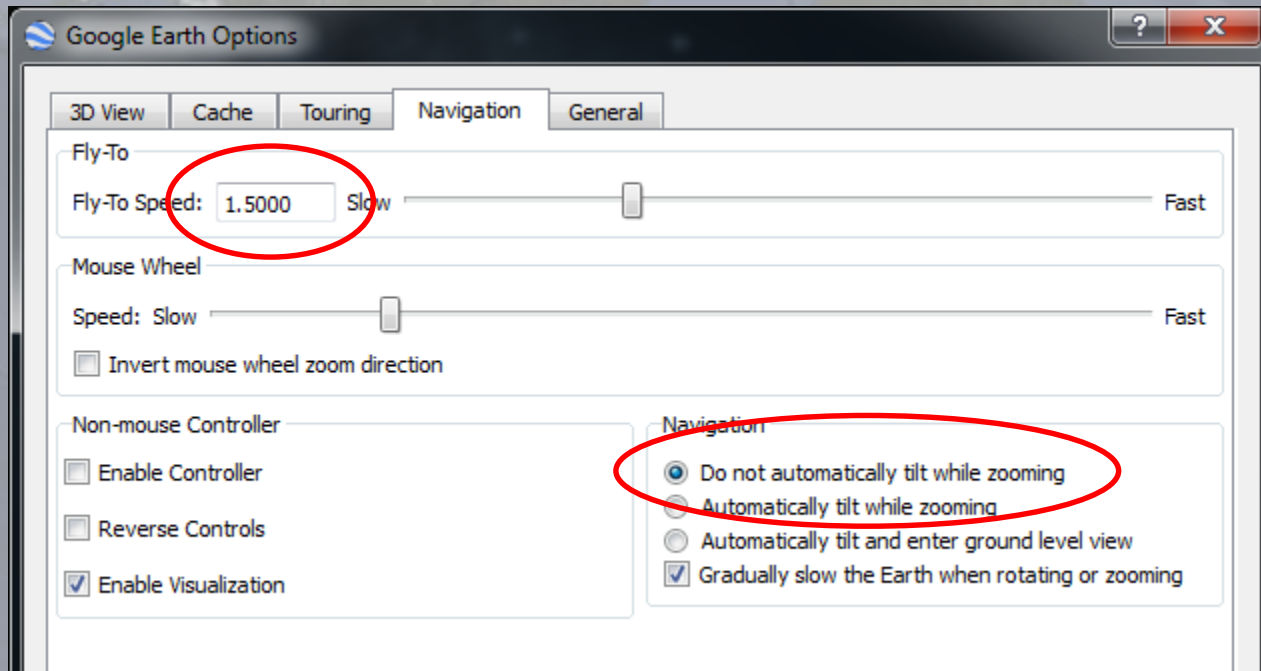 Google Earth Options
?
3D View Cache Touring Navigation General
Fly-To
Fly-To Speed: 1.5000 Slow Fast
Mouse Wheel
Speed: Slow Fast
Invert mouse wheel zoom direction
Non-mouse Controller
Enable Controller
Reverse Controls
Enable Visualization
Navigation
Do not automatically tilt while zooming
Automatically tilt while zooming
Automatically tilt and enter ground level view
Gradually slow the Earth when rotating or zooming